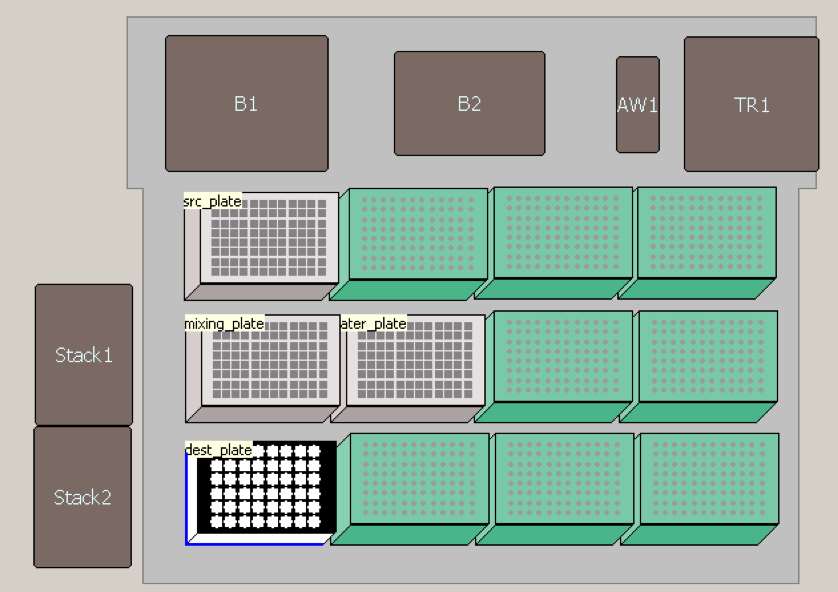 B1
B2
AW1
TR1
src_plate
mixing_plate
ater_plate
Stack1
dest_plate
Stack2